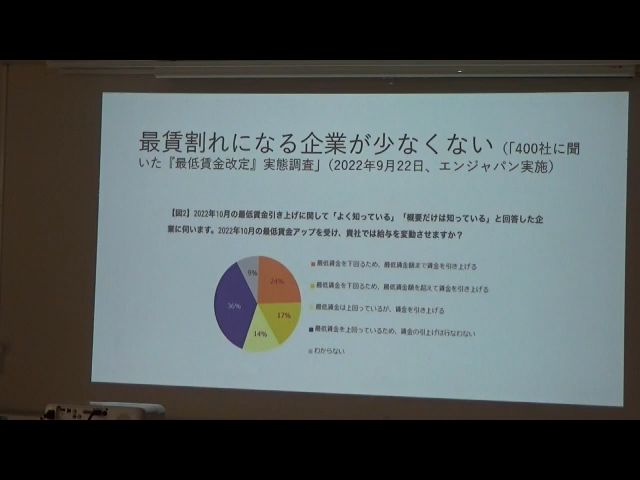 最賃割れになる企業が少なくない（「400社に聞
いた『最低賃金改定』実態調査」（2022年9月22日、エンジャパン実施）
【図2】2022年10月の最低賃金引き上げに関して「よく知っている」「概要だけは知っている」と回答した企
業に伺います。2022年10月の最低賃金アップを受け、貴社では給与を変動させますか？
9%
24%
36%
17%
14%
最低賃金を下回るため、最低賃金額まで賃金を引き上げる
最低賃金を下回るため、最低賃金額を超えて賃金を引き上げる
最低賃金は上回っているが、賃金を引き上げる
最低賃金を上回っているため、賃金の引上げは行なわない
わからない